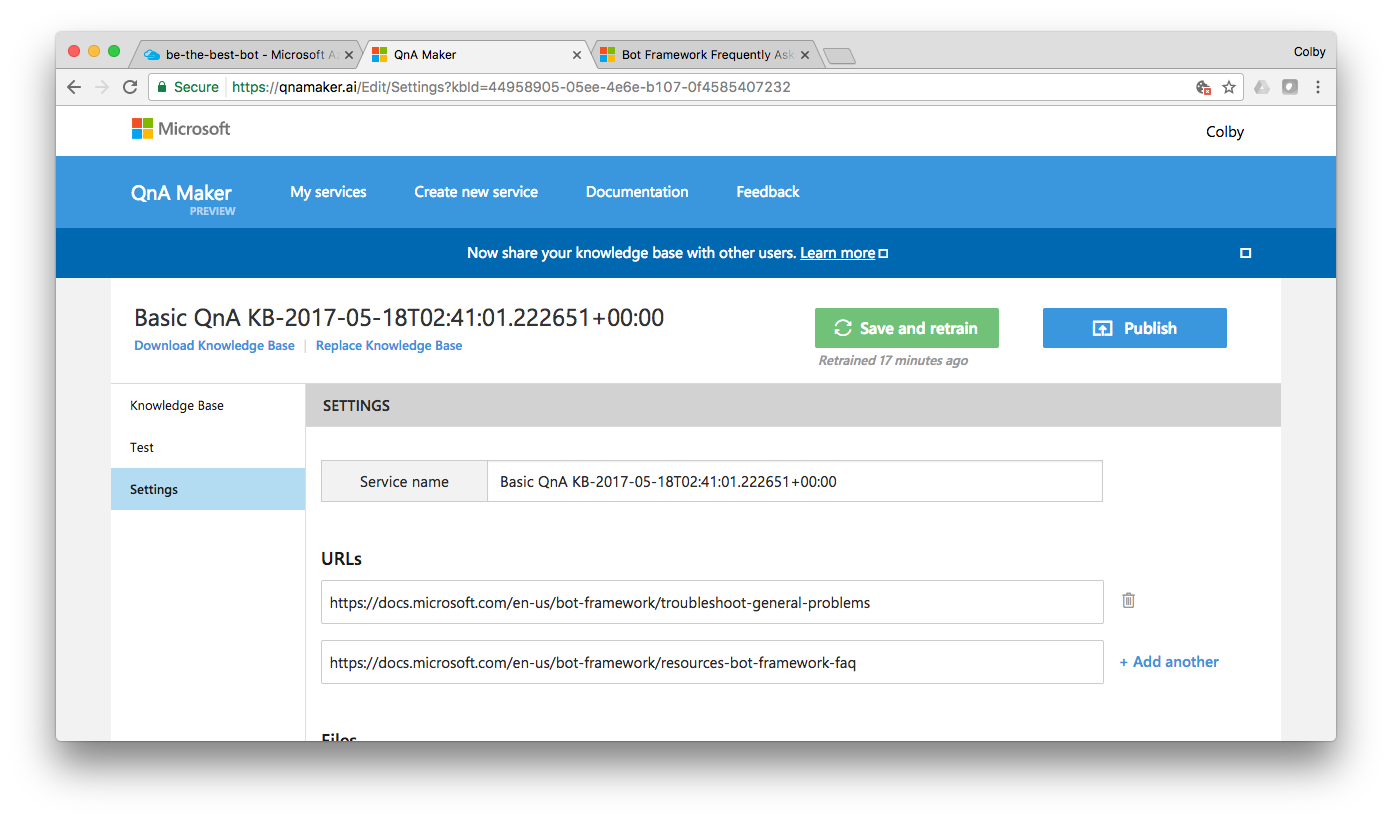 be-the-best-bot - Microsoft Az
QnA Maker
Bot Framework Frequently Ask
Colby
Secure
https://qnamaker.ai/Edit/Settings?kbId=44958905-05ee-4e6e-b107-0f4585407232
Microsoft
Colby
QnA Maker
PREVIEW
My services
Create new service
Documentation
Feedback
Now share your knowledge base with other users. Learn more
Basic QnA KB-2017-05-18T02:41:01.222651+00:00
Download Knowledge Base | Replace Knowledge Base
Save and retrain
Retrained 17 minutes ago
Publish
Knowledge Base
Test
Settings
SETTINGS
Service name
Basic QnA KB-2017-05-18T02:41:01.222651+00:00
URLs
https://docs.microsoft.com/en-us/bot-framework/troubleshoot-general-problems
https://docs.microsoft.com/en-us/bot-framework/resources-bot-framework-faq
+ Add another
Files